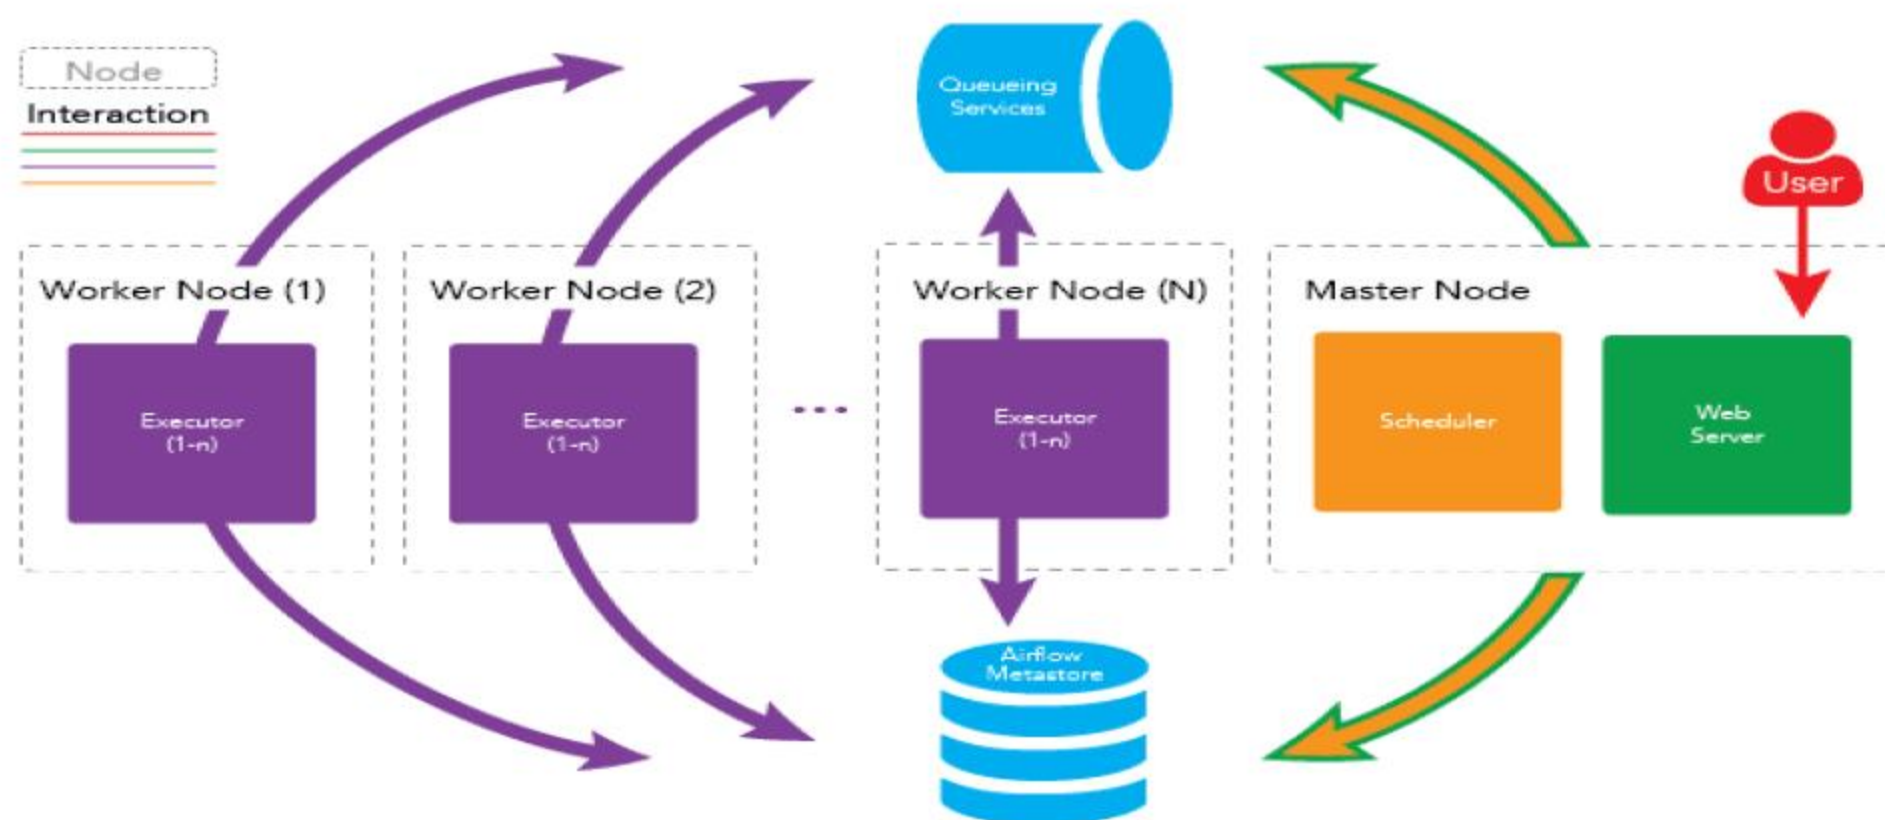 Node
Interaction
Queueing
Services
User
Worker Node (1)
Executor
(1-n)
Worker Node (2)
Executor
(1-n)
...
Worker Node (N)
Executor
(1-n)
Master Node
Scheduler
Web
Server
Airflow
Metastore